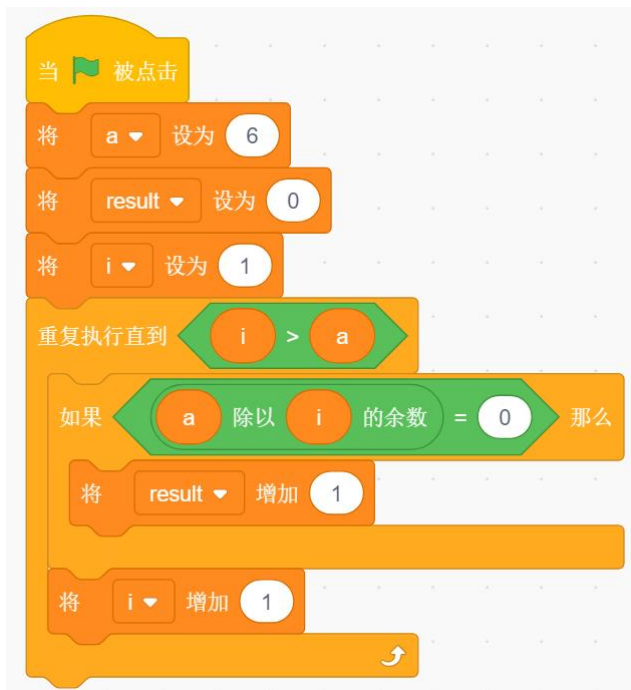 当 被点击
将 a 设为 6
将 result 设为 0
将 i 设为 1
重复执行直到 i > a
如果 a 除以 i 的余数 = 0 那么
将 result 增加 1
将 i 增加 1